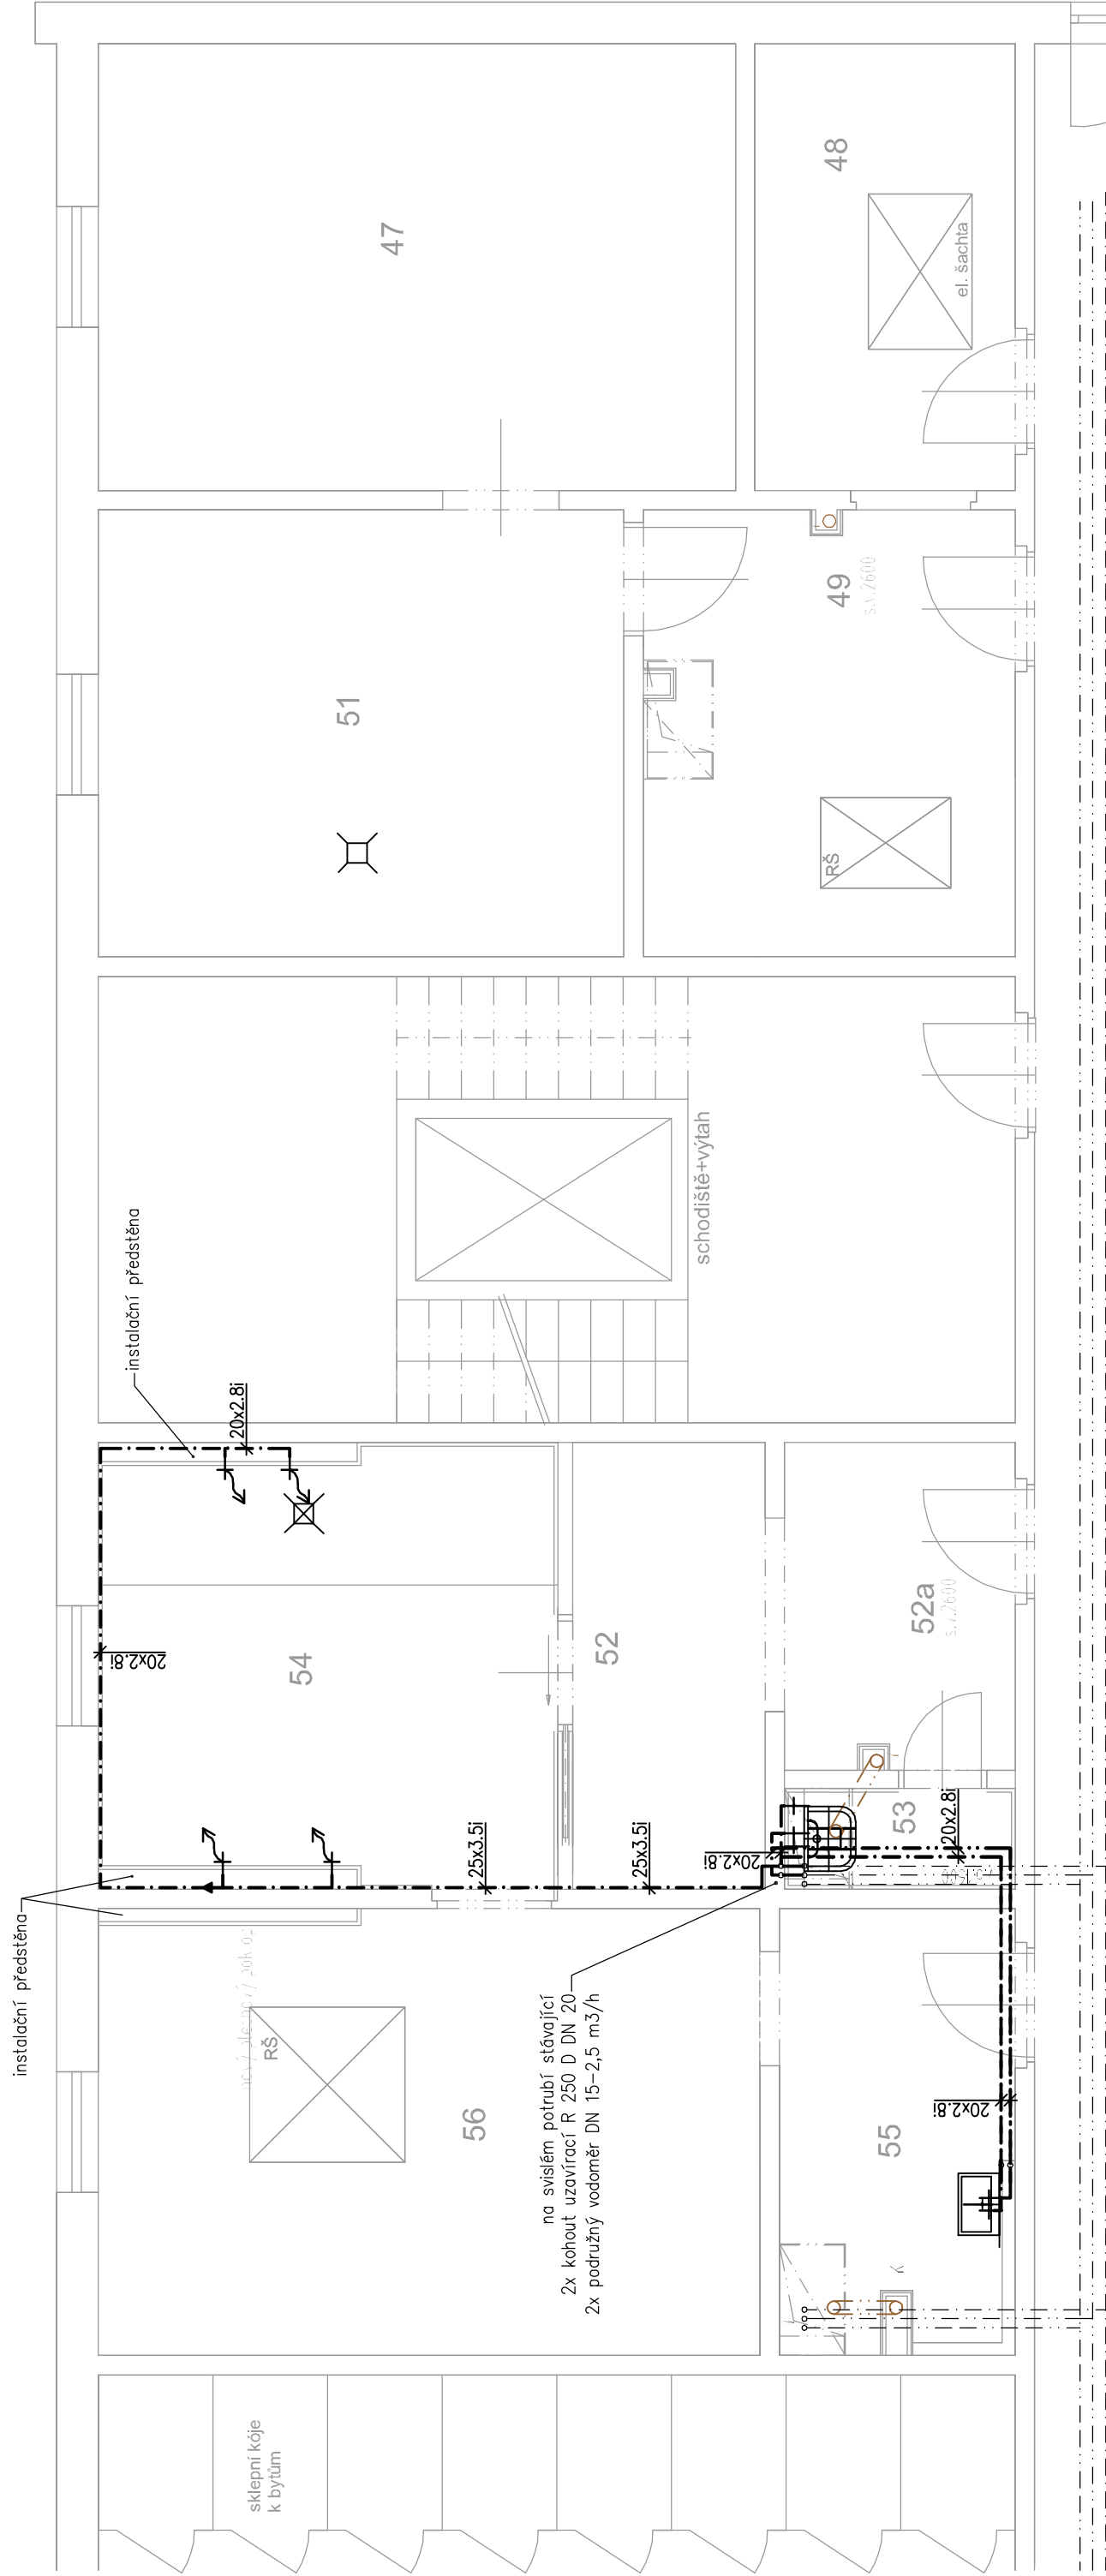 48
47
el. šachta
49
s.v.2600
51
RŠ
schodiště+výtah
instalační předstěna
20x2.8i
52a
s.v.2600
52
54
20x2.8i
53
20x2.8i
20x2.8i
25x3.5i
25x3.5i
instalační předstěna
RŠ
56
55
20x2.8i
na svislém potrubí stávající
2x kohout uzavírací R 250 D DN 20
2x podružný vodoměr DN 15-2,5 m3/h
sklepní kóje
k bytům